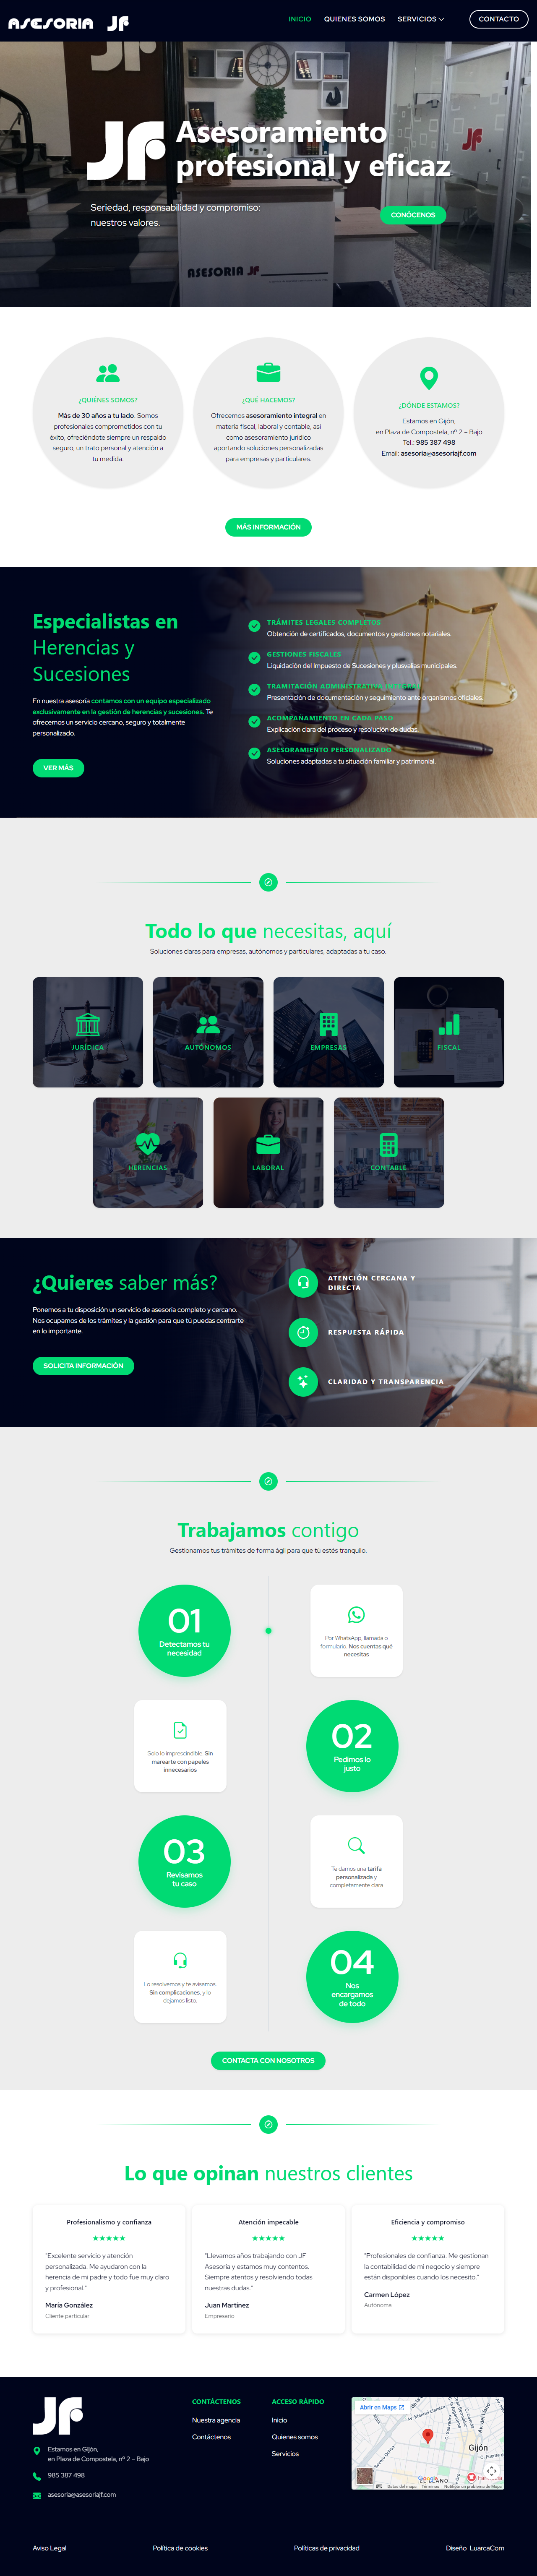 ASESORIA JF
INICIO
QUIENES SOMOS
SERVICIOS
CONTACTO
JF
Asesoramiento
profesional y eficaz
Seriedad, responsabilidad y compromiso:
nuestros valores.
CONÓCENOS
ASESORIA JF
¿QUIÉNES SOMOS?
Más de 30 años a tu lado. Somos
profesionales comprometidos con tu
éxito, ofreciéndote siempre un respaldo
seguro, un trato personal y atención a
tu medida.
¿QUÉ HACEMOS?
Ofrecemos asesoramiento integral en
materia fiscal, laboral y contable, así
como asesoramiento jurídico
aportando soluciones personalizadas
para empresas y particulares.
¿DÓNDE ESTAMOS?
Estamos en Gijón,
en Plaza de Compostela, nº 2 – Bajo
Tel.: 985 387 498
Email: asesoria@asesoriajf.com
MÁS INFORMACIÓN
Especialistas en
Herencias y
Sucesiones
En nuestra asesoría contamos con un equipo especializado
exclusivamente en la gestión de herencias y sucesiones. Te
ofrecemos un servicio cercano, seguro y totalmente
personalizado.
VER MÁS
TRÁMITES LEGALES COMPLETOS
Obtención de certificados, documentos y gestiones notariales.
GESTIONES FISCALES
Liquidación del Impuesto de Sucesiones y plusvalías municipales.
TRAMITACIÓN ADMINISTRATIVA INTEGRAL
Presentación de documentación y seguimiento ante organismos oficiales.
ACOMPAÑAMIENTO EN CADA PASO
Explicación clara del proceso y resolución de dudas.
ASESORAMIENTO PERSONALIZADO
Soluciones adaptadas a tu situación familiar y patrimonial.
Todo lo que necesitas, aquí
Soluciones claras para empresas, autónomos y particulares, adaptadas a tu caso.
JURÍDICA
AUTÓNOMOS
EMPRESAS
FISCAL
HERENCIAS
LABORAL
CONTABLE
¿Quieres saber más?
Ponemos a tu disposición un servicio de asesoría completo y cercano.
Nos ocupamos de los trámites y la gestión para que tú puedas centrarte
en lo importante.
SOLICITA INFORMACIÓN
ATENCIÓN CERCANA Y
DIRECTA
RESPUESTA RÁPIDA
CLARIDAD Y TRANSPARENCIA
Trabajamos contigo
Gestionamos tus trámites de forma ágil para que tú estés tranquilo.
01
Detectamos tu
necesidad
Por WhatsApp, llamada o
formulario. Nos cuentas qué
necesitas
Solo lo imprescindible. Sin
marearte con papeles
innecesarios
02
Pedimos lo
justo
03
Revisamos
tu caso
Te damos una tarifa
personalizada y
completamente clara
Lo resolvemos y te avisamos.
Sin complicaciones, y lo
dejamos listo.
04
Nos
encargamos
de todo
CONTACTA CON NOSOTROS
Lo que opinan nuestros clientes
Profesionalismo y confianza
★★★★★
"Excelente servicio y atención
personalizada. Me ayudaron con la
herencia de mi padre y todo fue muy claro
y profesional."
María González
Cliente particular
Atención impecable
★★★★★
"Llevamos años trabajando con JF
Asesoría y estamos muy contentos.
Siempre atentos y resolviendo todas
nuestras dudas."
Juan Martínez
Empresario
Eficiencia y compromiso
★★★★★
"Profesionales de confianza. Me gestionan
la contabilidad de mi negocio y siempre
están disponibles cuando los necesito."
Carmen López
Autónoma
JF
Estamos en Gijón,
en Plaza de Compostela, nº 2 – Bajo
985 387 498
asesoria@asesoriajf.com
CONTÁCTENOS
Nuestra agencia
Contáctenos
ACCESO RÁPIDO
Inicio
Quienes somos
Servicios
Abrir en Maps
Gijón
EL LLANO
Google
Datos del mapa
Términos
Notificar un problema de Maps
Aviso Legal
Política de cookies
Políticas de privacidad
Diseño LuarcaCom